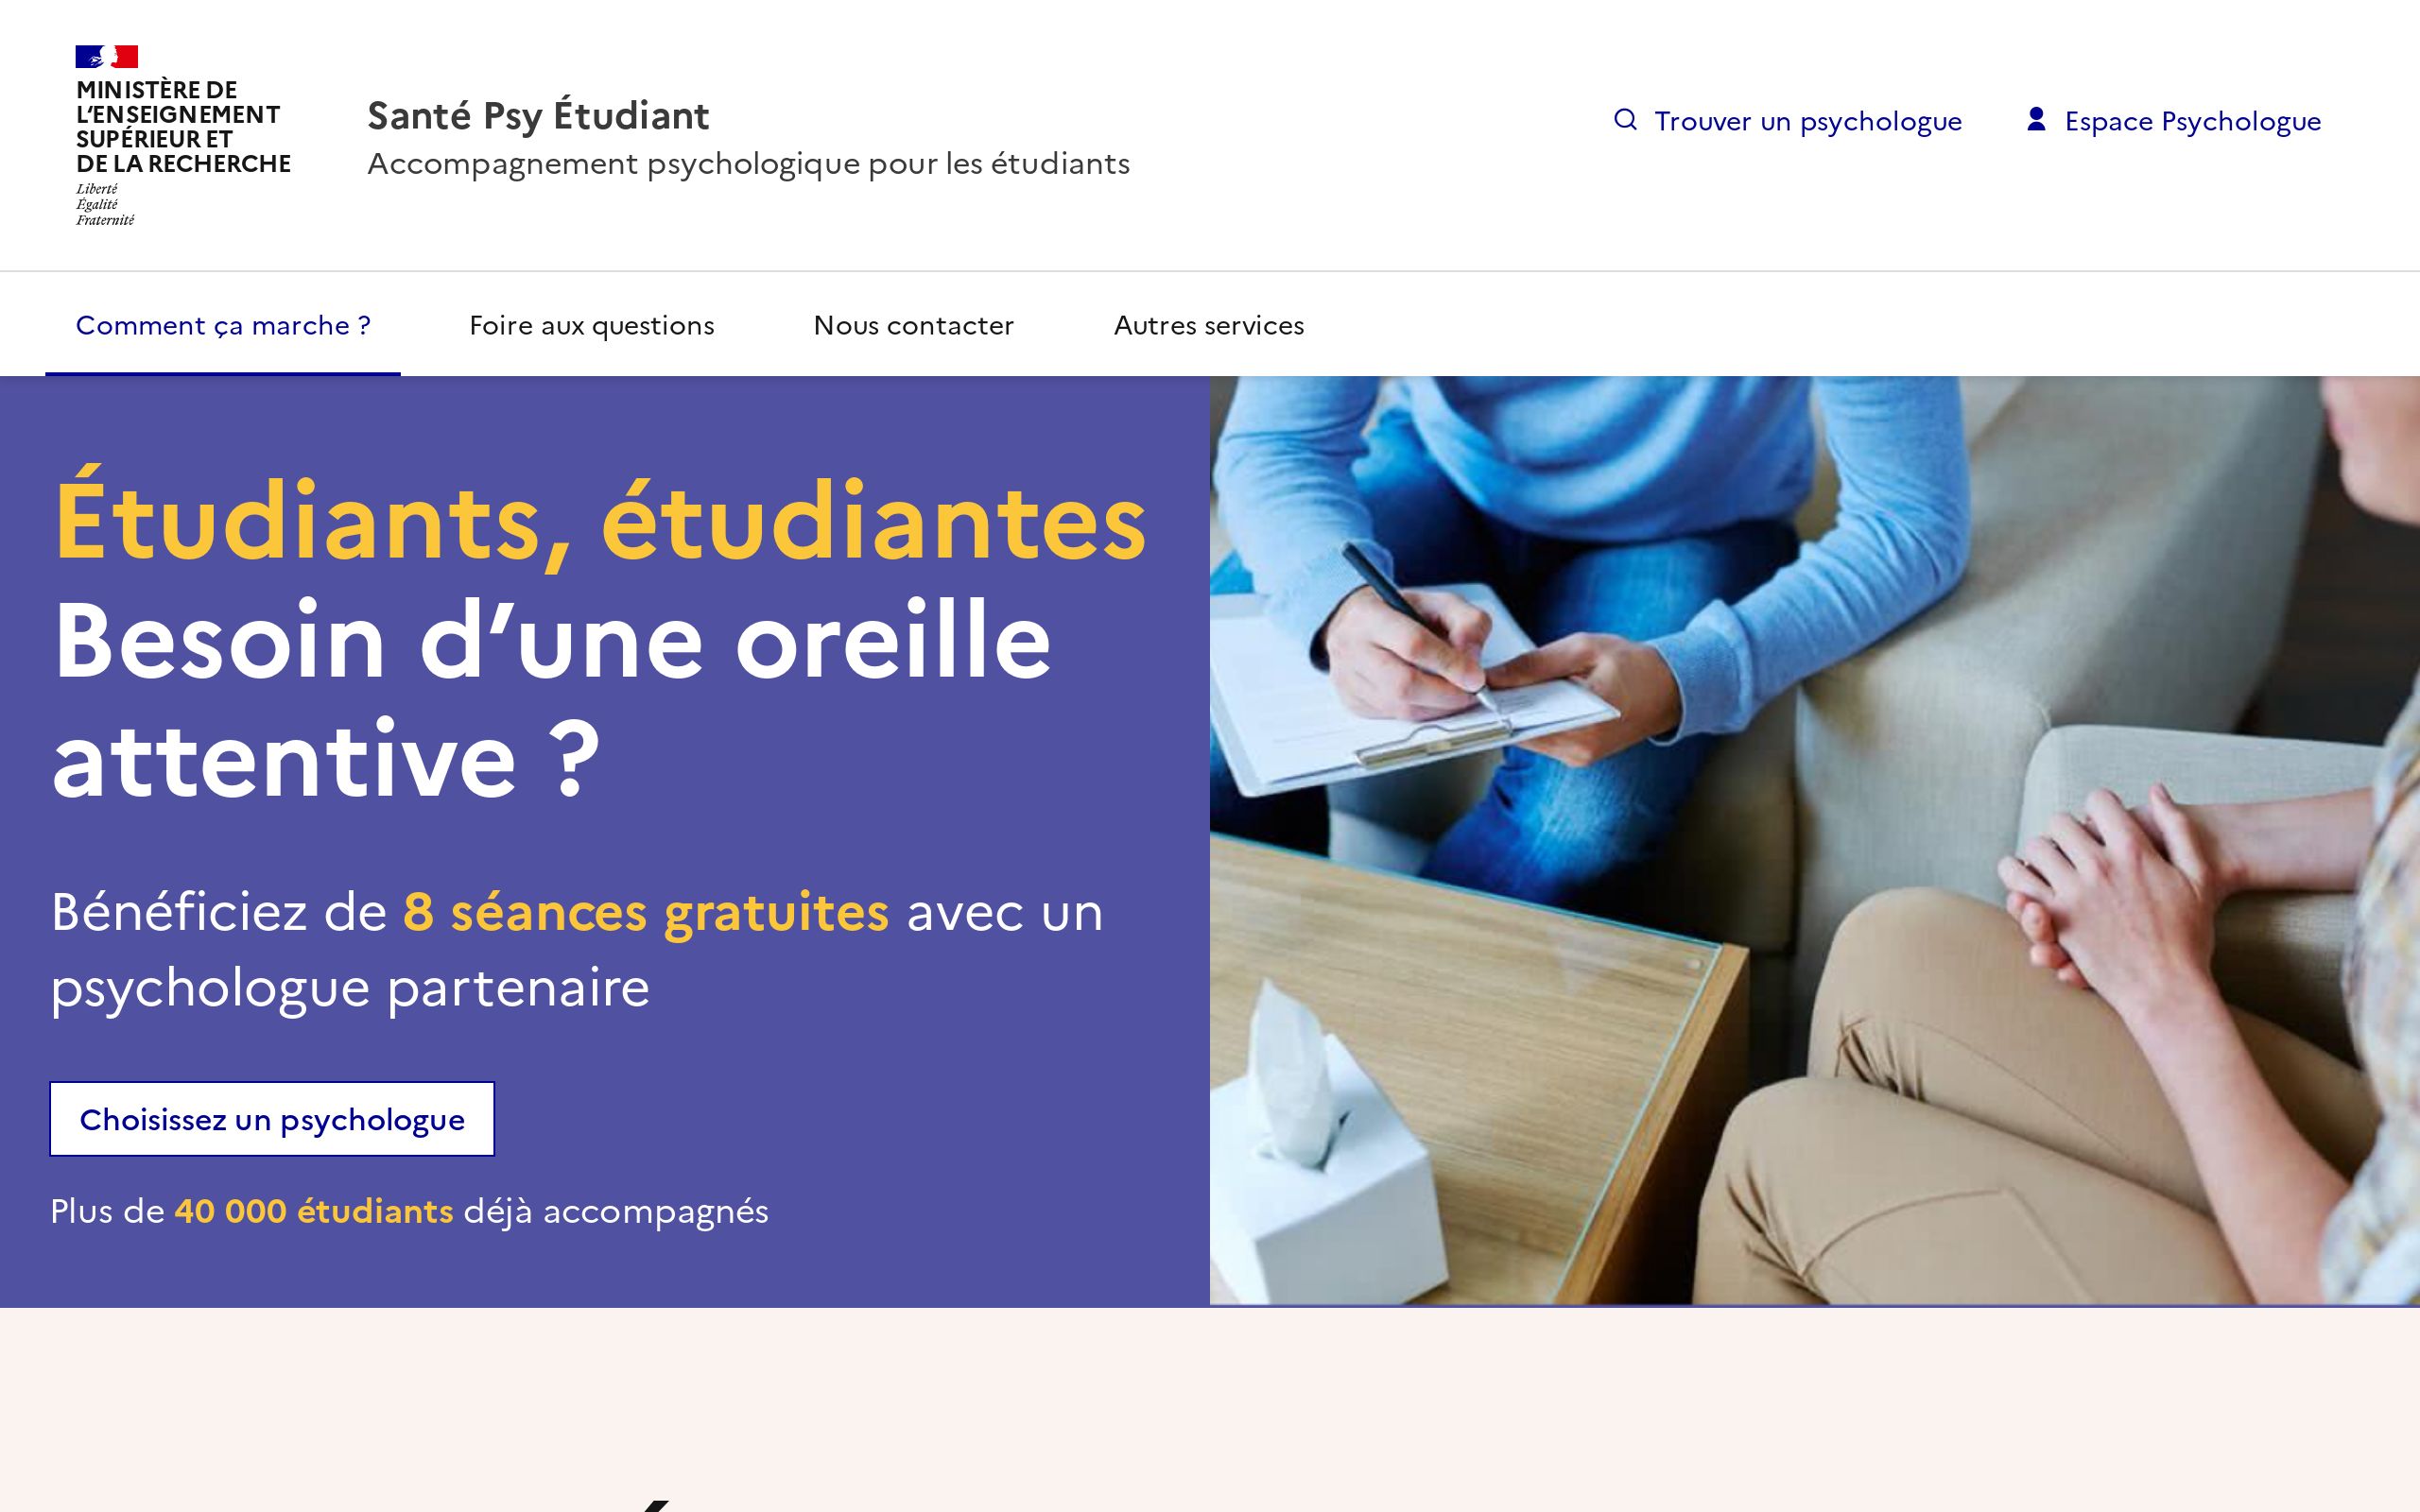 MINISTÈRE DE
L'ENSEIGNEMENT
SUPÉRIEUR ET
DE LA RECHERCHE
Liberté
Égalité
Fraternité
Santé Psy Étudiant
Accompagnement psychologique pour les étudiants
Trouver un psychologue
Espace Psychologue
Comment ça marche ?
Foire aux questions
Nous contacter
Autres services
Étudiants, étudiantes
Besoin d’une oreille
attentive ?
Bénéficiez de 8 séances gratuites avec un
psychologue partenaire
Choisissez un psychologue
Plus de 40 000 étudiants déjà accompagnés